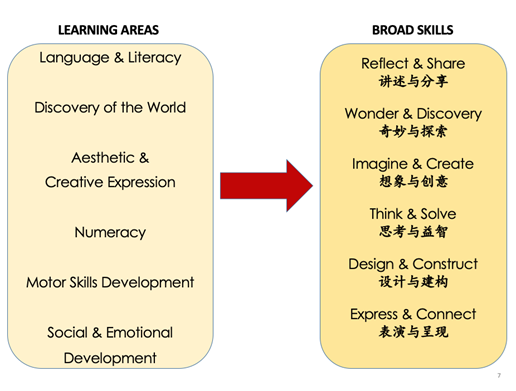 LEARNING AREAS
Language & Literacy
Discovery of the World
Aesthetic &
Creative Expression
Numeracy
Motor Skills Development
Social & Emotional
Development
BROAD SKILLS
Reflect & Share
讲述与分享
Wonder & Discovery
奇妙与探索
Imagine & Create
想象与创意
Think & Solve
思考与益智
Design & Construct
设计与建构
Express & Connect
表演与呈现
7